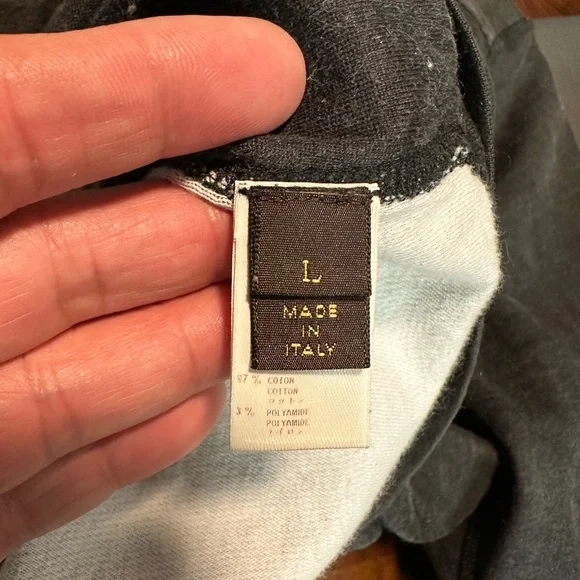 L
MADE
IN
ITALY
97 % COTON
COTTON
3 % POLYAMIDE
POLYAMIDE